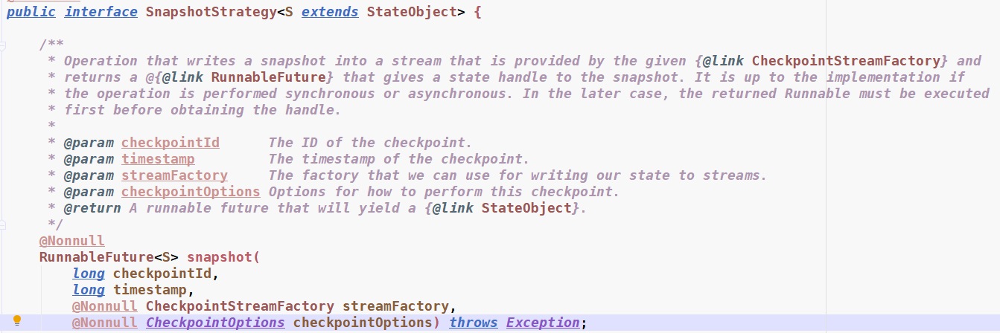 public interface SnapshotStrategy<S extends StateObject> {
/**
* Operation that writes a snapshot into a stream that is provided by the given {@link CheckpointStreamFactory} and
* returns a @{@link RunnableFuture} that gives a state handle to the snapshot. It is up to the implementation if
* the operation is performed synchronous or asynchronous. In the later case, the returned Runnable must be executed
* first before obtaining the handle.
*
* @param checkpointId      The ID of the checkpoint.
* @param timestamp         The timestamp of the checkpoint.
* @param streamFactory     The factory that we can use for writing our state to streams.
* @param checkpointOptions Options for how to perform this checkpoint.
* @return A runnable future that will yield a {@link StateObject}.
*/
@Nonnull
RunnableFuture<S> snapshot(
long checkpointId,
long timestamp,
@Nonnull CheckpointStreamFactory streamFactory,
@Nonnull CheckpointOptions checkpointOptions) throws Exception;